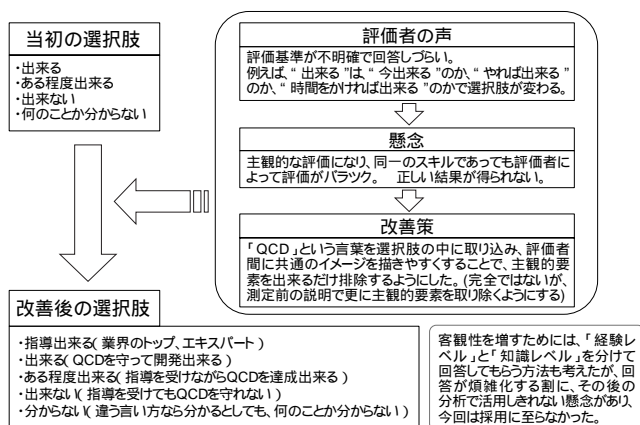 当初の選択肢
・出来る
・ある程度出来る
・出来ない
・何のことか分からない
評価者の声
評価基準が不明確で回答しづらい。
例えば、“ 出来る ”は、“ 今出来る ”のか、“ やれば出来る ”
のか、“ 時間をかければ出来る ”のかで選択肢が変わる。
懸念
主観的な評価になり、同一のスキルであっても評価者に
よって評価がバラツク。 正しい結果が得られない。
改善策
「QCD」という言葉を選択肢の中に取り込み、評価者
間に共通のイメージを描きやすくすることで、主観的要
素を出来るだけ排除するようにした。(完全ではないが、
測定前の説明で更に主観的要素を取り除くようにする)
改善後の選択肢
・指導出来る( 業界のトップ、エキスパート )
・出来る( QCDを守って開発出来る )
・ある程度出来る( 指導を受けながらQCDを達成出来る )
・出来ない( 指導を受けてもQCDを守れない )
・分からない( 違う言い方なら分かるとしても、何のことか分からない )
客観性を増すためには、「経験レ
ベル」と「知識レベル」を分けて
回答してもらう方法も考えたが、回
答が煩雑化する割に、その後の
分析で活用しきれない懸念があり、
今回は採用に至らなかった。